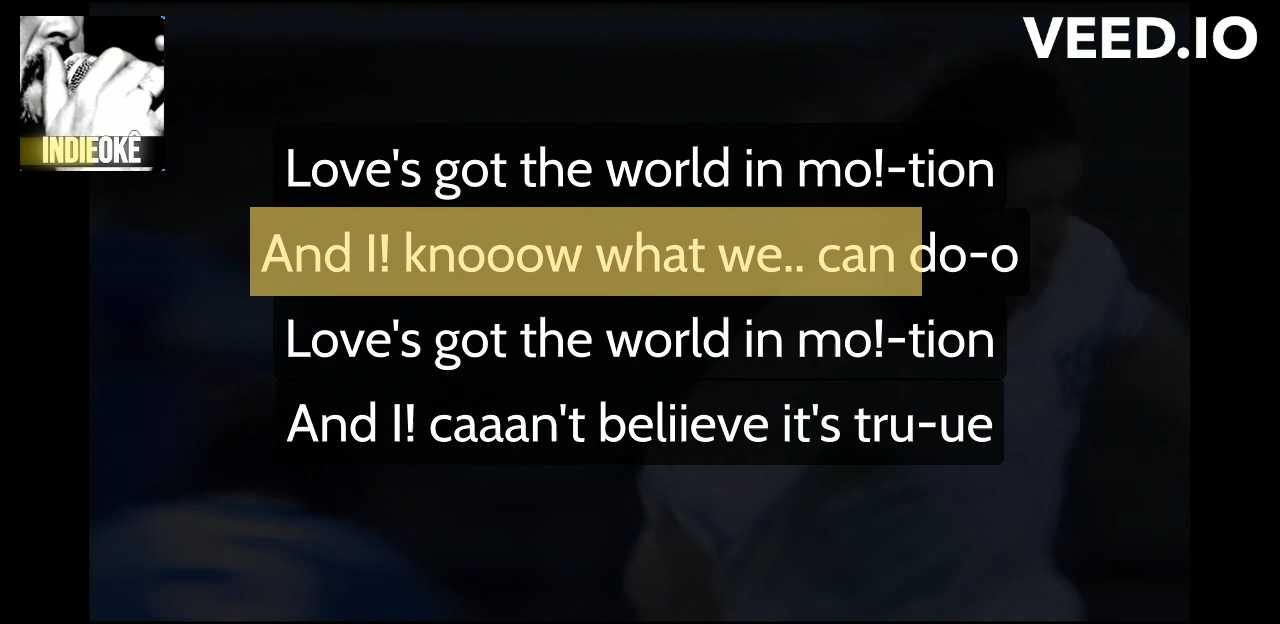 VEED.IO
INDIEOKÊ
Love's got the world in mo!-tion
And I! knooow what we.. can do-o
Love's got the world in mo!-tion
And I! caaan't beliieve it's tru-ue